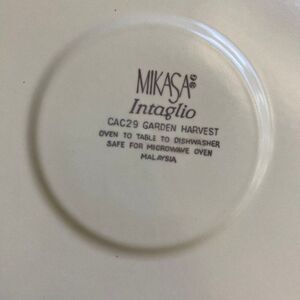 MIKASA®
Intaglio
CAC29 GARDEN HARVEST
OVEN TO TABLE TO DISHWASHER
SAFE FOR MICROWAVE OVEN
MALAYSIA